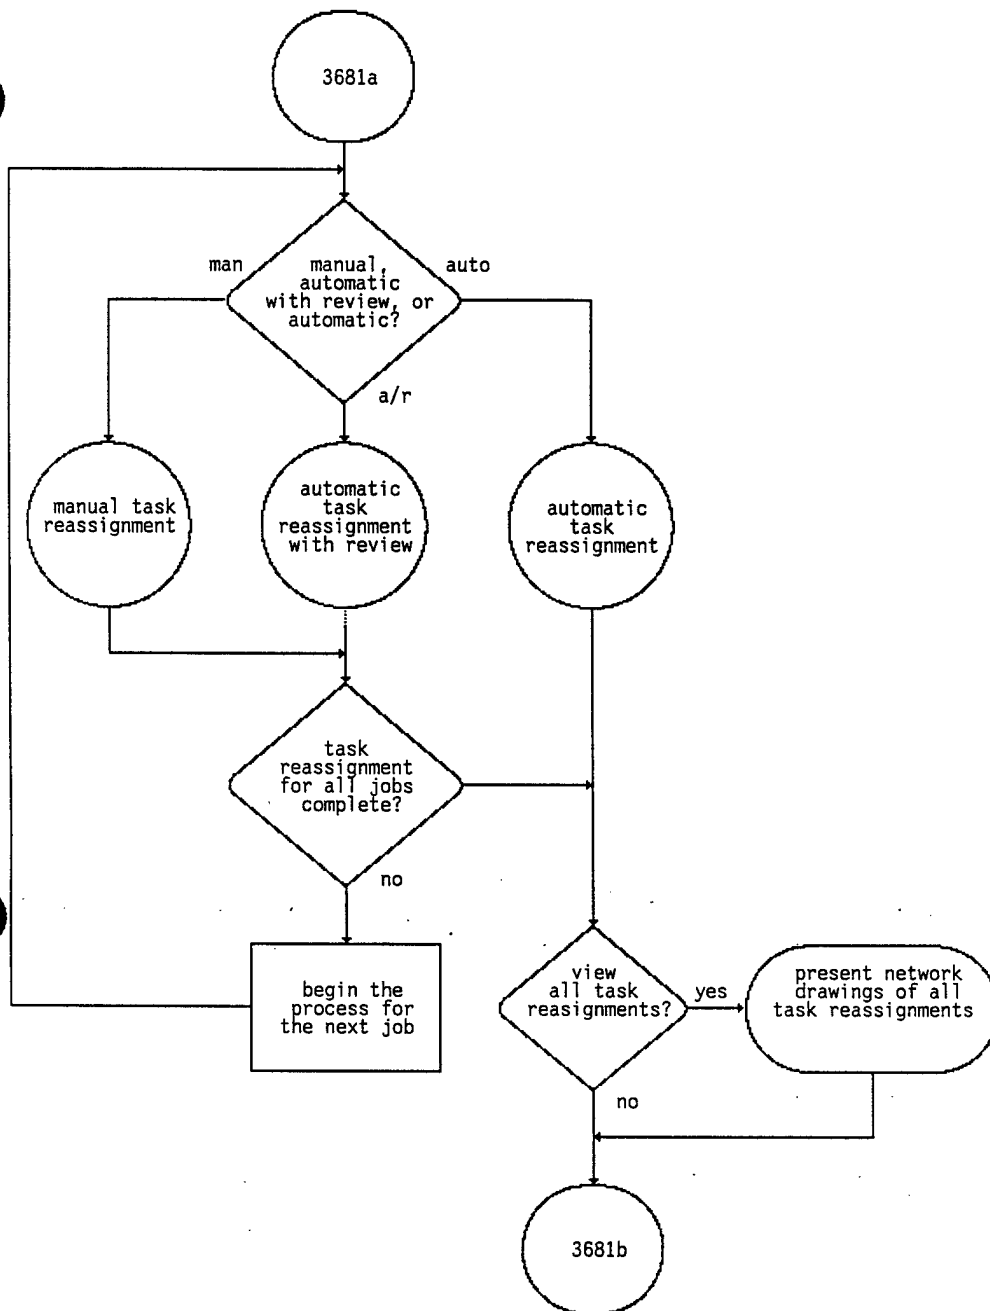 3681a
man
manual,
automatic
with review, or
automatic?
auto
a/r
manual task
reassignment
automatic
task
reassignment
with review
automatic
task
reassignment
task
reassignment
for all jobs
complete?
no
begin the
process for
the next job
view
all task
reasignments?
yes
present network
drawings of all
task reassignments
no
3681b